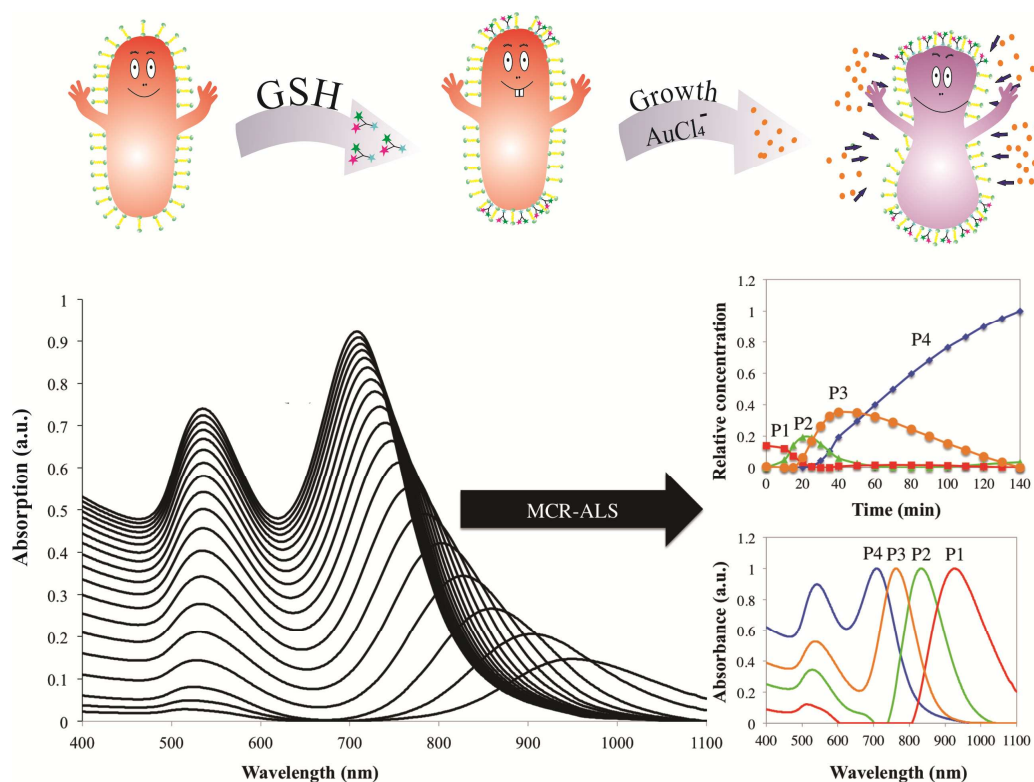 GSH
Growth
AuCl₄⁻
1
0.9
0.8
0.7
0.6
0.5
0.4
0.3
0.2
0.1
0
400 500 600 700 800 900 1000 1100
Absorption (a.u.)
Wavelength (nm)
MCR-ALS
1.2
1
0.8
0.6
0.4
0.2
0
0 20 40 60 80 100 120 140
Relative concentration
Time (min)
P1
P2
P3
P4
1.2
1
0.8
0.6
0.4
0.2
0
400 500 600 700 800 900 1000 1100
Absorbance (a.u.)
Wavelength (nm)
P4 P3 P2 P1